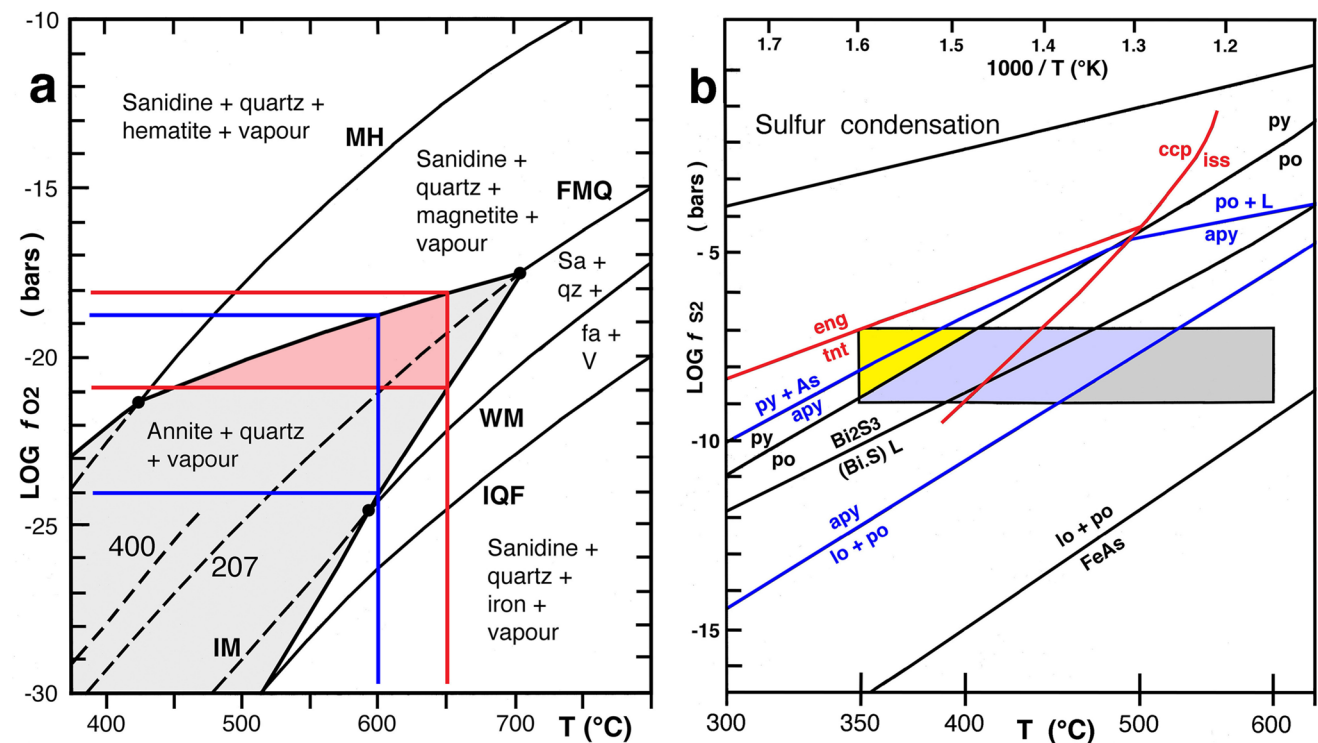 a
-10
-15
-20
-25
-30
LOG f O2 ( bars )
400
500
600
700
T (°C)
Sanidine + quartz +
hematite + vapour
MH
Sanidine +
quartz +
magnetite +
vapour
FMQ
Sa +
qz +
fa +
V
Annite + quartz
+ vapour
WM
IQF
400
207
IM
Sanidine +
quartz +
iron +
vapour
b
1.7
1.6
1.5
1.4
1.3
1.2
1000 / T (°K)
Sulfur condensation
ccp
iss
py
po
po + L
apy
- 5
-10
-15
LOG f S2 ( bars )
eng
tnt
py + As
apy
py
po
Bi2S3
(Bi.S) L
apy
lo + po
lo + po
FeAs
300
350
400
500
600
T (°C)